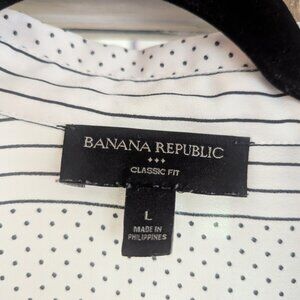 BANANA REPUBLIC
CLASSIC FIT
L
MADE IN
PHILIPPINES